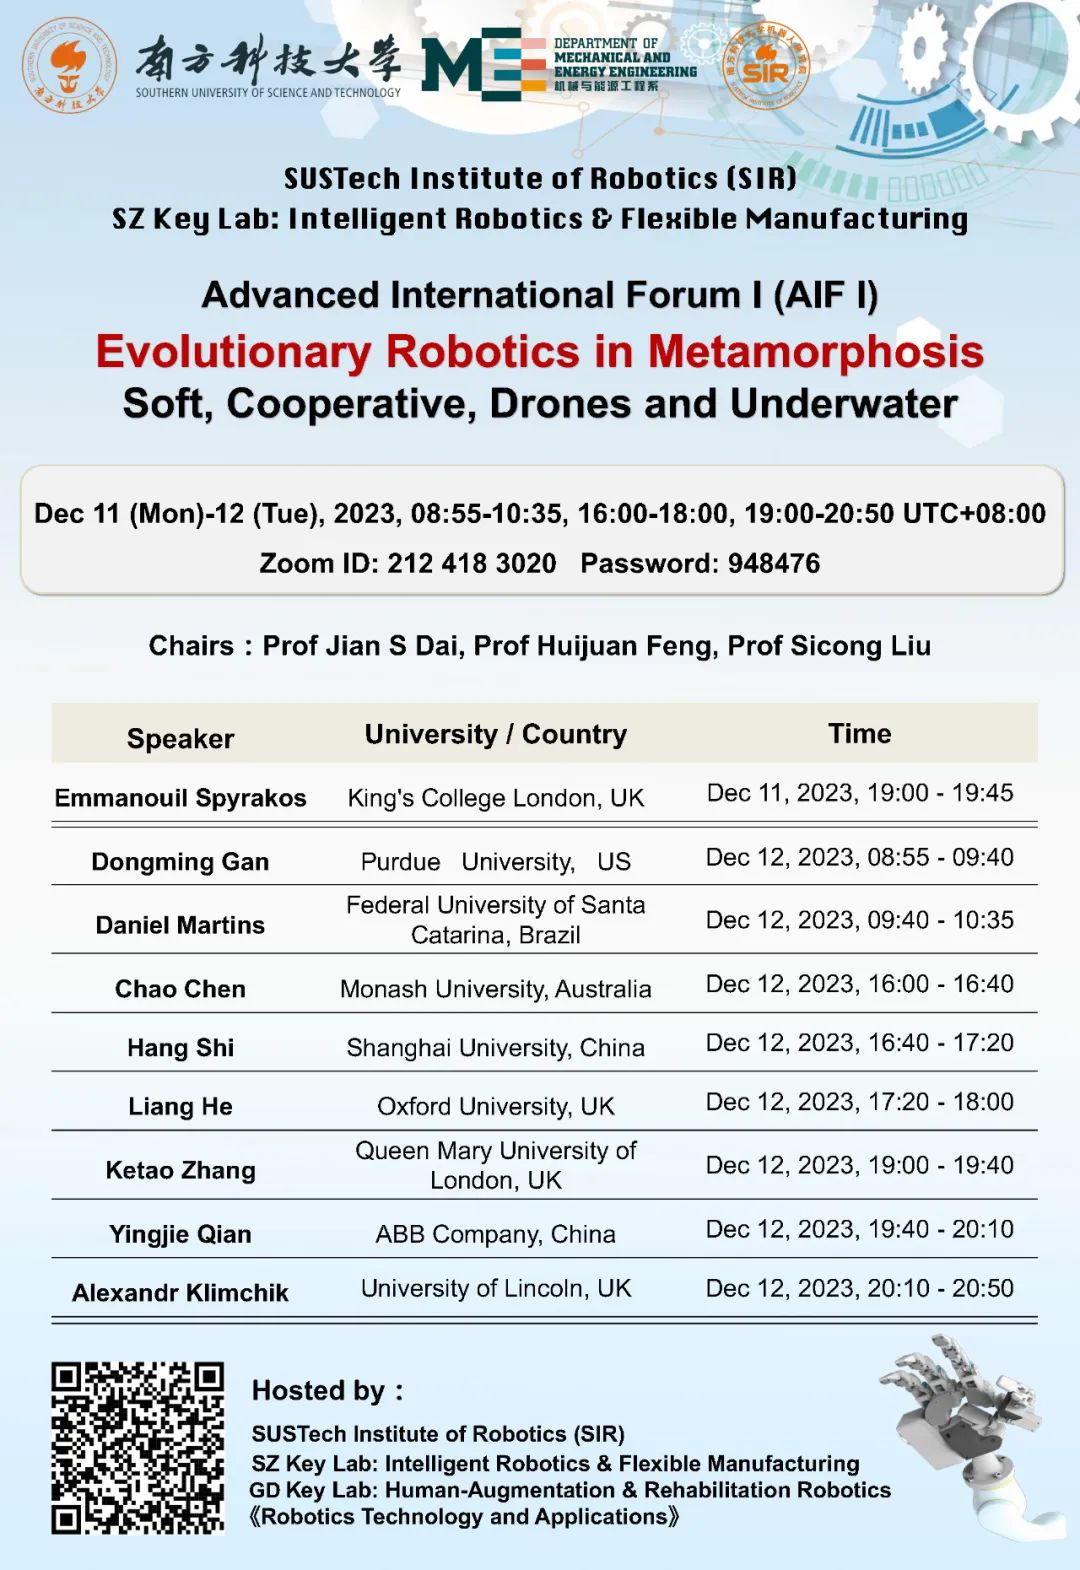 南方科技大学
SOUTHERN UNIVERSITY OF SCIENCE AND TECHNOLOGY
MEE
DEPARTMENT OF
MECHANICAL AND
ENERGY ENGINEERING
机械与能源工程系
SIR
SUSTech Institute of Robotics (SIR)
SZ Key Lab: Intelligent Robotics & Flexible Manufacturing
Advanced International Forum I (AIF I)
Evolutionary Robotics in Metamorphosis
Soft, Cooperative, Drones and Underwater
Dec 11 (Mon)-12 (Tue), 2023, 08:55-10:35, 16:00-18:00, 19:00-20:50 UTC+08:00
Zoom ID: 212 418 3020 Password: 948476
Chairs：Prof Jian S Dai, Prof Huijuan Feng, Prof Sicong Liu
Speaker University / Country Time
Emmanouil Spyrakos King's College London, UK Dec 11, 2023, 19:00 - 19:45
Dongming Gan Purdue University, US Dec 12, 2023, 08:55 - 09:40
Daniel Martins Federal University of Santa
Catarina, Brazil Dec 12, 2023, 09:40 - 10:35
Chao Chen Monash University, Australia Dec 12, 2023, 16:00 - 16:40
Hang Shi Shanghai University, China Dec 12, 2023, 16:40 - 17:20
Liang He Oxford University, UK Dec 12, 2023, 17:20 - 18:00
Ketao Zhang Queen Mary University of
London, UK Dec 12, 2023, 19:00 - 19:40
Yingjie Qian ABB Company, China Dec 12, 2023, 19:40 - 20:10
Alexandr Klimchik University of Lincoln, UK Dec 12, 2023, 20:10 - 20:50
Hosted by：
SUSTech Institute of Robotics (SIR)
SZ Key Lab: Intelligent Robotics & Flexible Manufacturing
GD Key Lab: Human-Augmentation & Rehabilitation Robotics
《Robotics Technology and Applications》